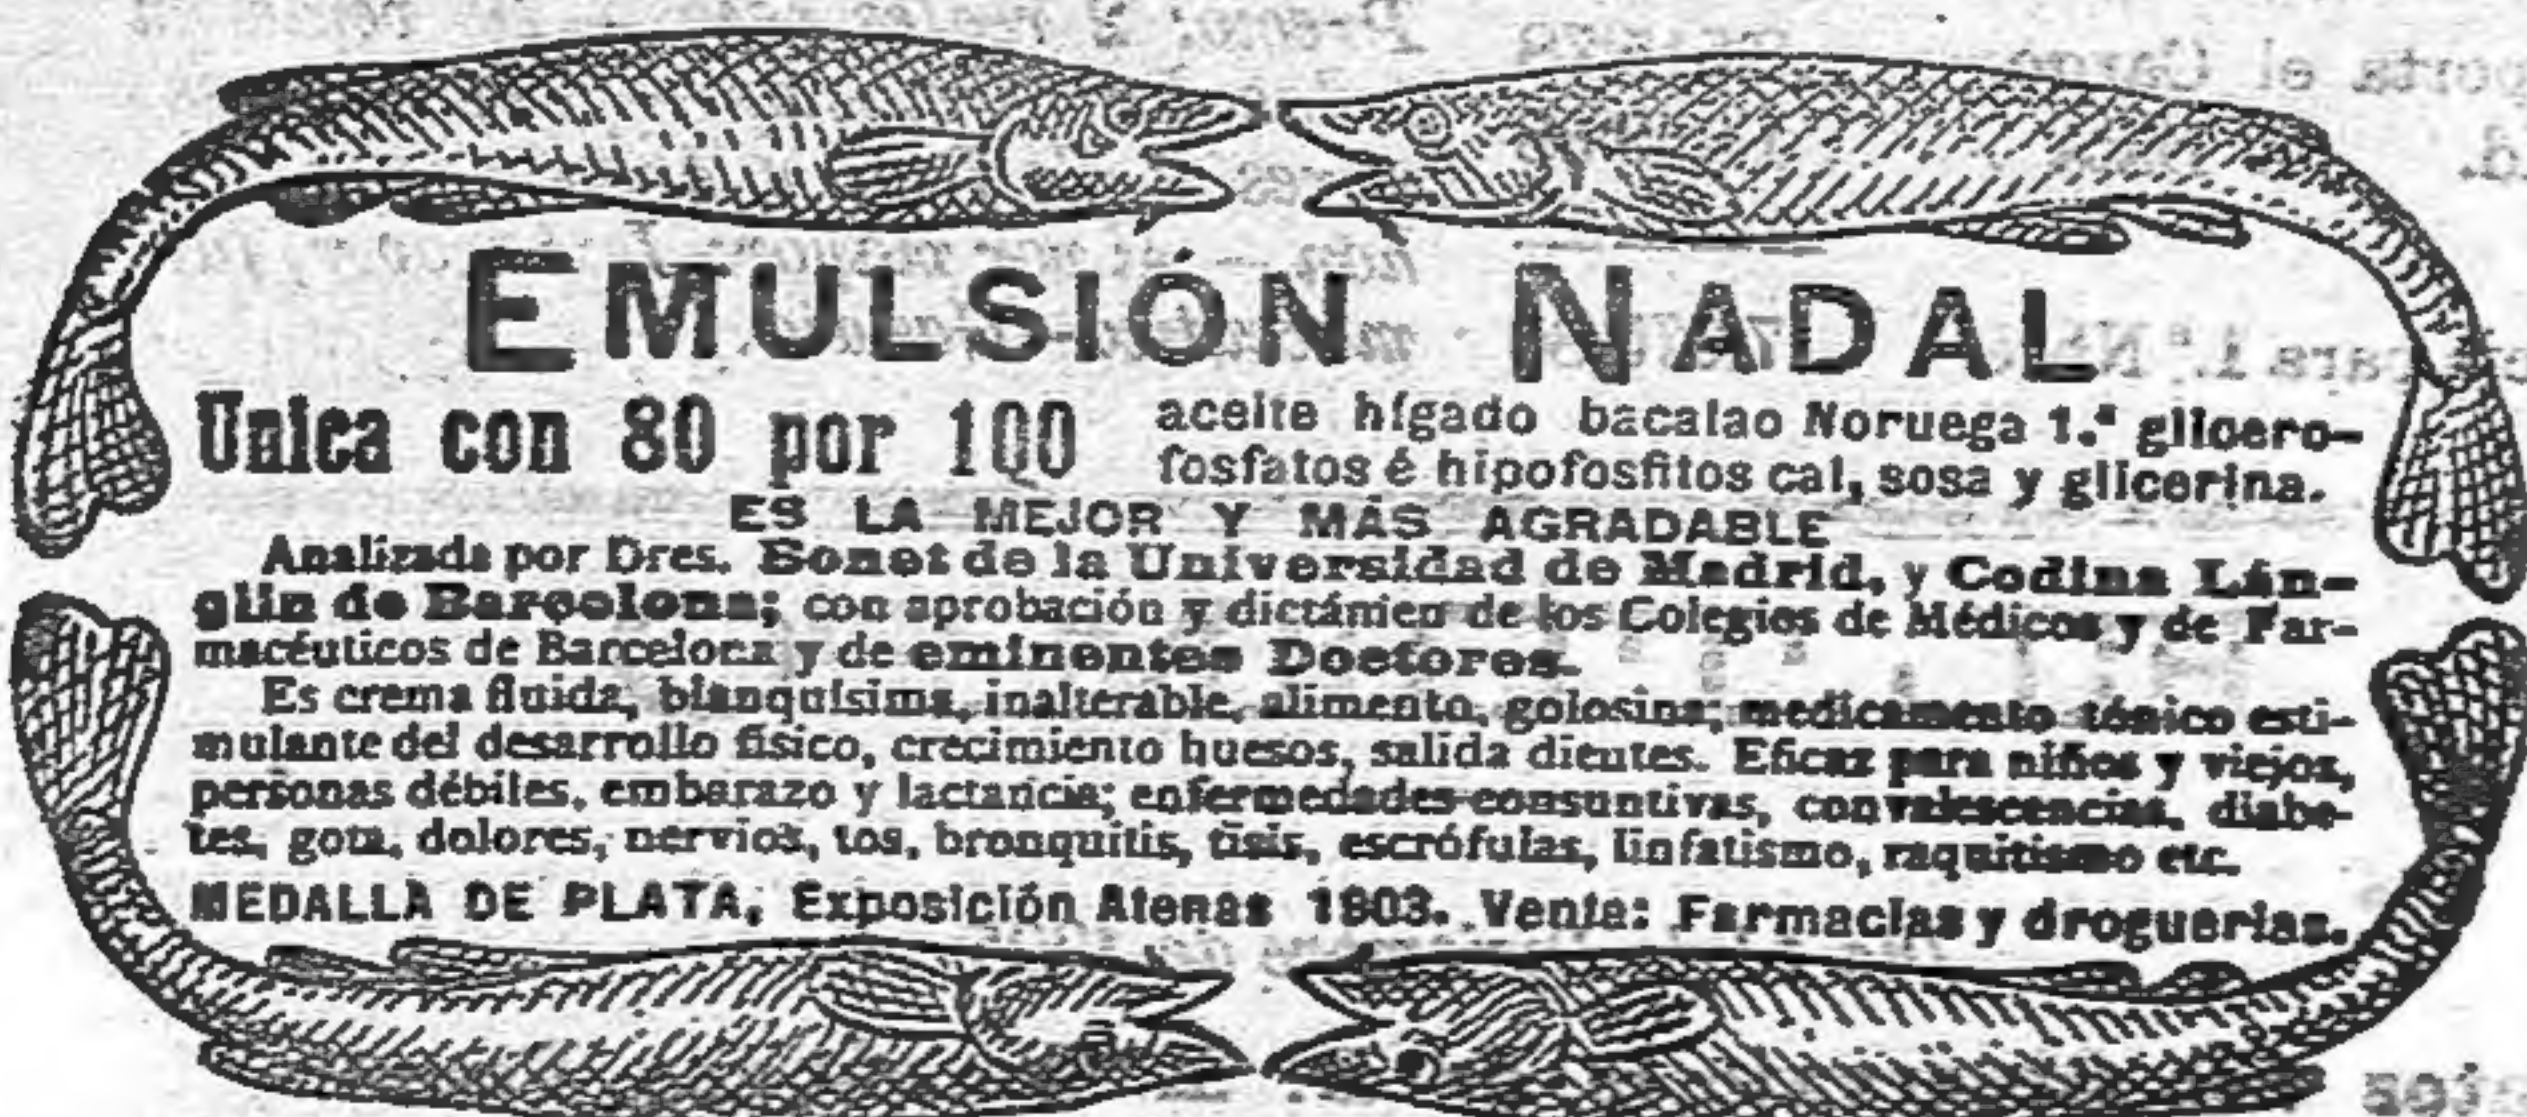 EMULSIÓN NADAL
Unica con 80 por 100 aceite hígado bacalao Noruega 1.ª glicero-
fosfatos é hipofosfitos cal, sosa y glicerina.
ES LA MEJOR Y MÁS AGRADABLE
Analizada por Dres. Bonet de la Universidad de Madrid, y Codina Län-
glin de Barcelona; con aprobación y dictámen de los Colegios de Médicos y de Far-
macéuticos de Barcelona y de eminentes Doctores.
Es crema fluida, blanquísima, inalterable, alimento, golosina; medicamento tónico esti-
mulante del desarrollo físico, crecimiento huesos, salida dientes. Eficaz para niños y viejos,
personas débiles, embarazo y lactancia; enfermedades consuntivas, convalescencias, diabe-
tes, gota, dolores, nervios, tos, bronquitis, tisis, escrófulas, linfatismo, raquitismo etc.
MEDALLA DE PLATA, Exposición Atenas 1903. Venta: Farmacias y droguerías.